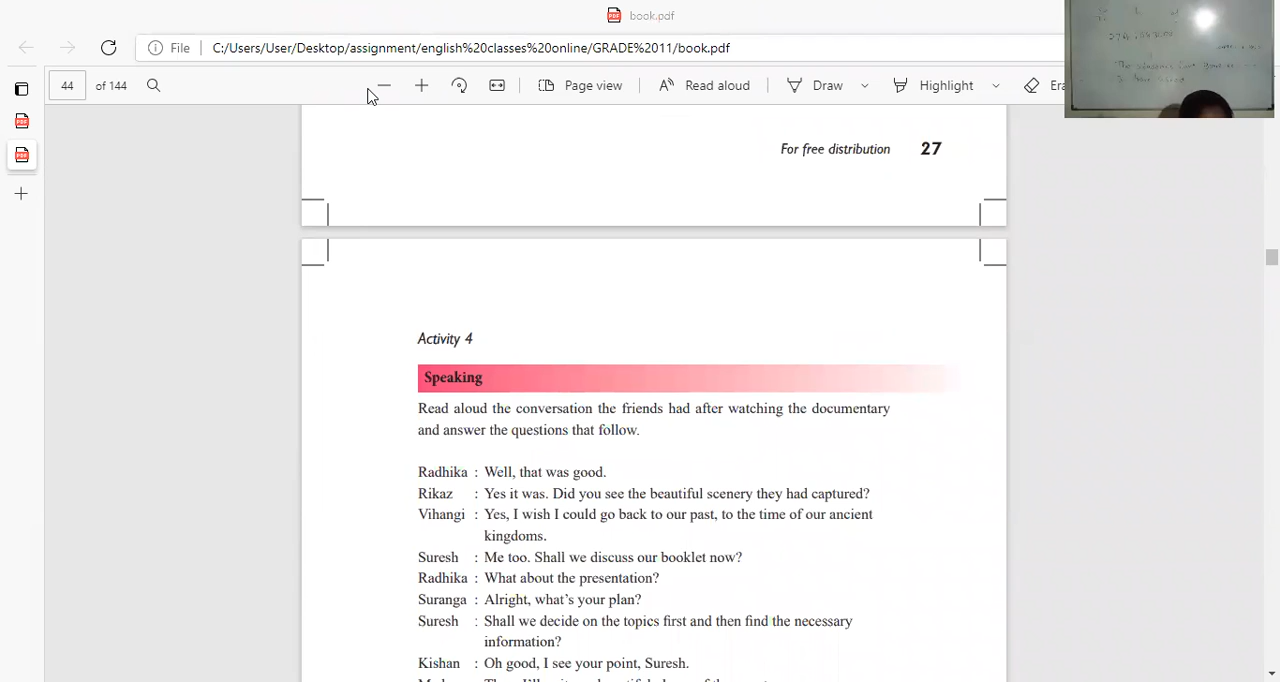 book.pdf
File
C:/Users/User/Desktop/assignment/english%20classes%20online/GRADE%2011/book.pdf
44 of 144
Page view
Read aloud
Draw
Highlight
For free distribution 27
Activity 4
Speaking
Read aloud the conversation the friends had after watching the documentary
and answer the questions that follow.
Radhika : Well, that was good.
Rikaz : Yes it was. Did you see the beautiful scenery they had captured?
Vihangi : Yes, I wish I could go back to our past, to the time of our ancient
kingdoms.
Suresh : Me too. Shall we discuss our booklet now?
Radhika : What about the presentation?
Suranga : Alright, what's your plan?
Suresh : Shall we decide on the topics first and then find the necessary
information?
Kishan : Oh good, I see your point, Suresh.